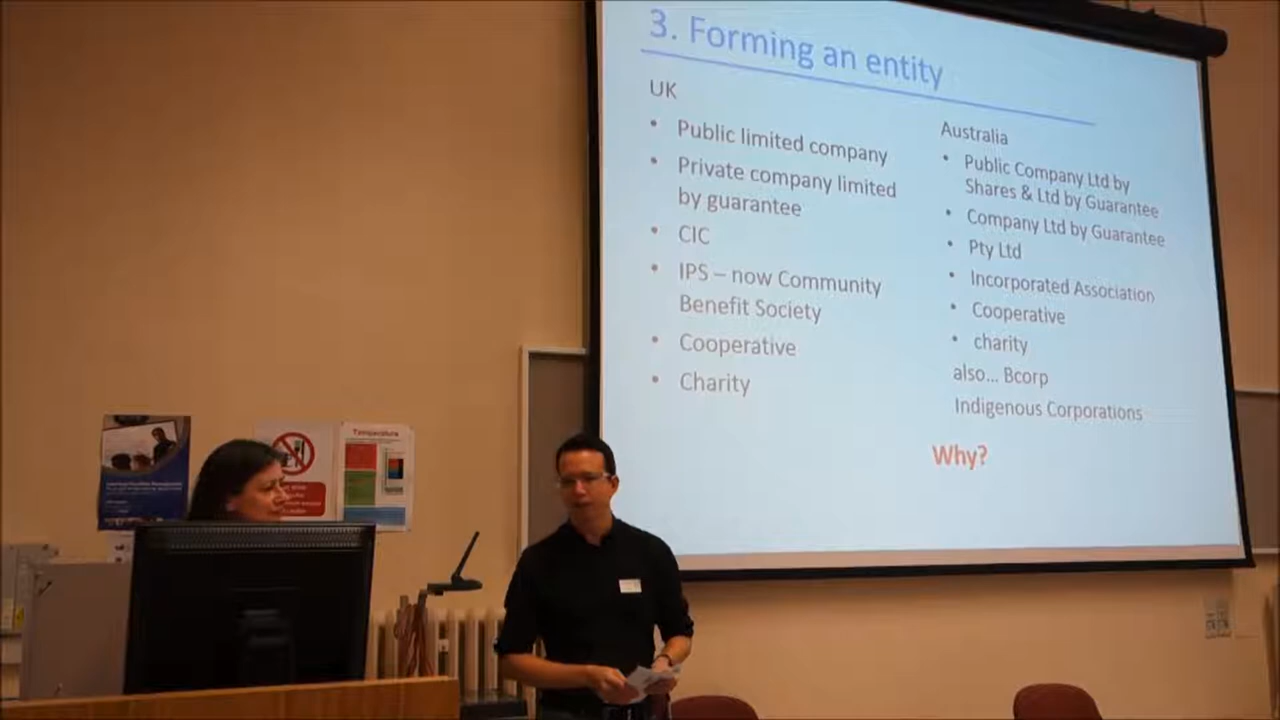 3. Forming an entity
UK
• Public limited company
• Private company limited
by guarantee
• CIC
• IPS – now Community
Benefit Society
• Cooperative
• Charity
Australia
• Public Company Ltd by
Shares & Ltd by Guarantee
• Company Ltd by Guarantee
• Pty Ltd
• Incorporated Association
• Cooperative
• charity
also... Bcorp
Indigenous Corporations
Why?
Temperature